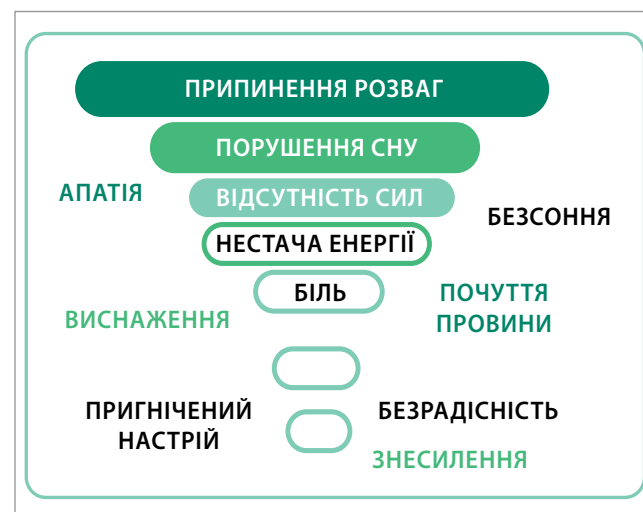 ПРИПИНЕННЯ РОЗВАГ
ПОРУШЕННЯ СНУ
АПАТІЯ
ВІДСУТНІСТЬ СИЛ
БЕЗСОННЯ
НЕСТАЧА ЕНЕРГІЇ
БІЛЬ
ПОЧУТТЯ
ПРОВИНИ
ВИСНАЖЕННЯ
ПРИГНІЧЕНИЙ
НАСТРІЙ
БЕЗРАДІСНІСТЬ
ЗНЕСИЛЕННЯ